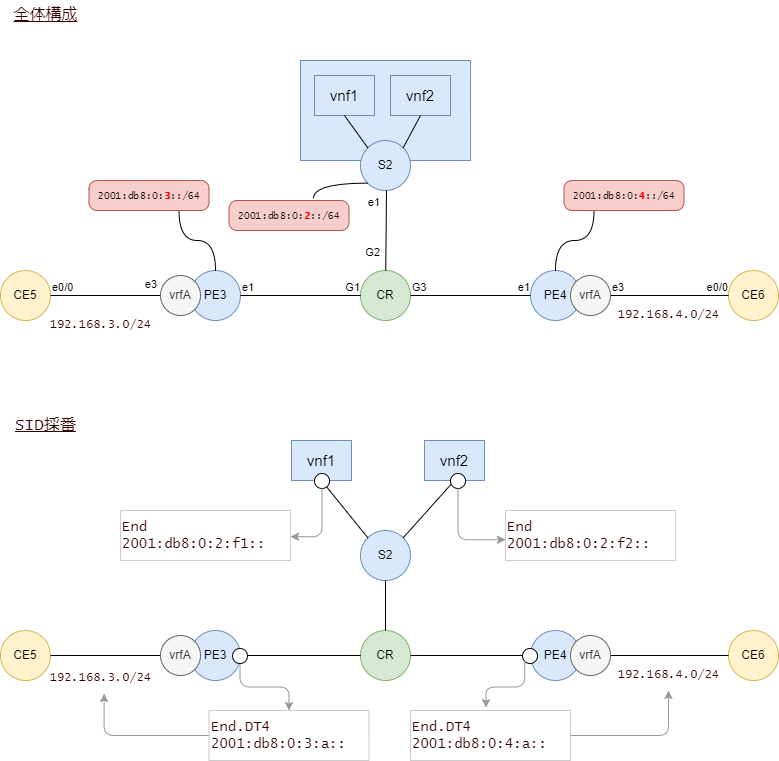 全体構成
vnf1
vnf2
S2
2001:db8:0:3::/64
2001:db8:0:2::/64
2001:db8:0:4::/64
e1
G2
CE5
e0/0
e3
vrfA
PE3
e1
G1
CR
G3
e1
PE4
vrfA
e3
e0/0
CE6
192.168.3.0/24
192.168.4.0/24
SID採番
vnf1
vnf2
End
2001:db8:0:2:f1::
End
2001:db8:0:2:f2::
S2
CE5
vrfA
PE3
CR
PE4
vrfA
CE6
192.168.3.0/24
192.168.4.0/24
End.DT4
2001:db8:0:3:a::
End.DT4
2001:db8:0:4:a::